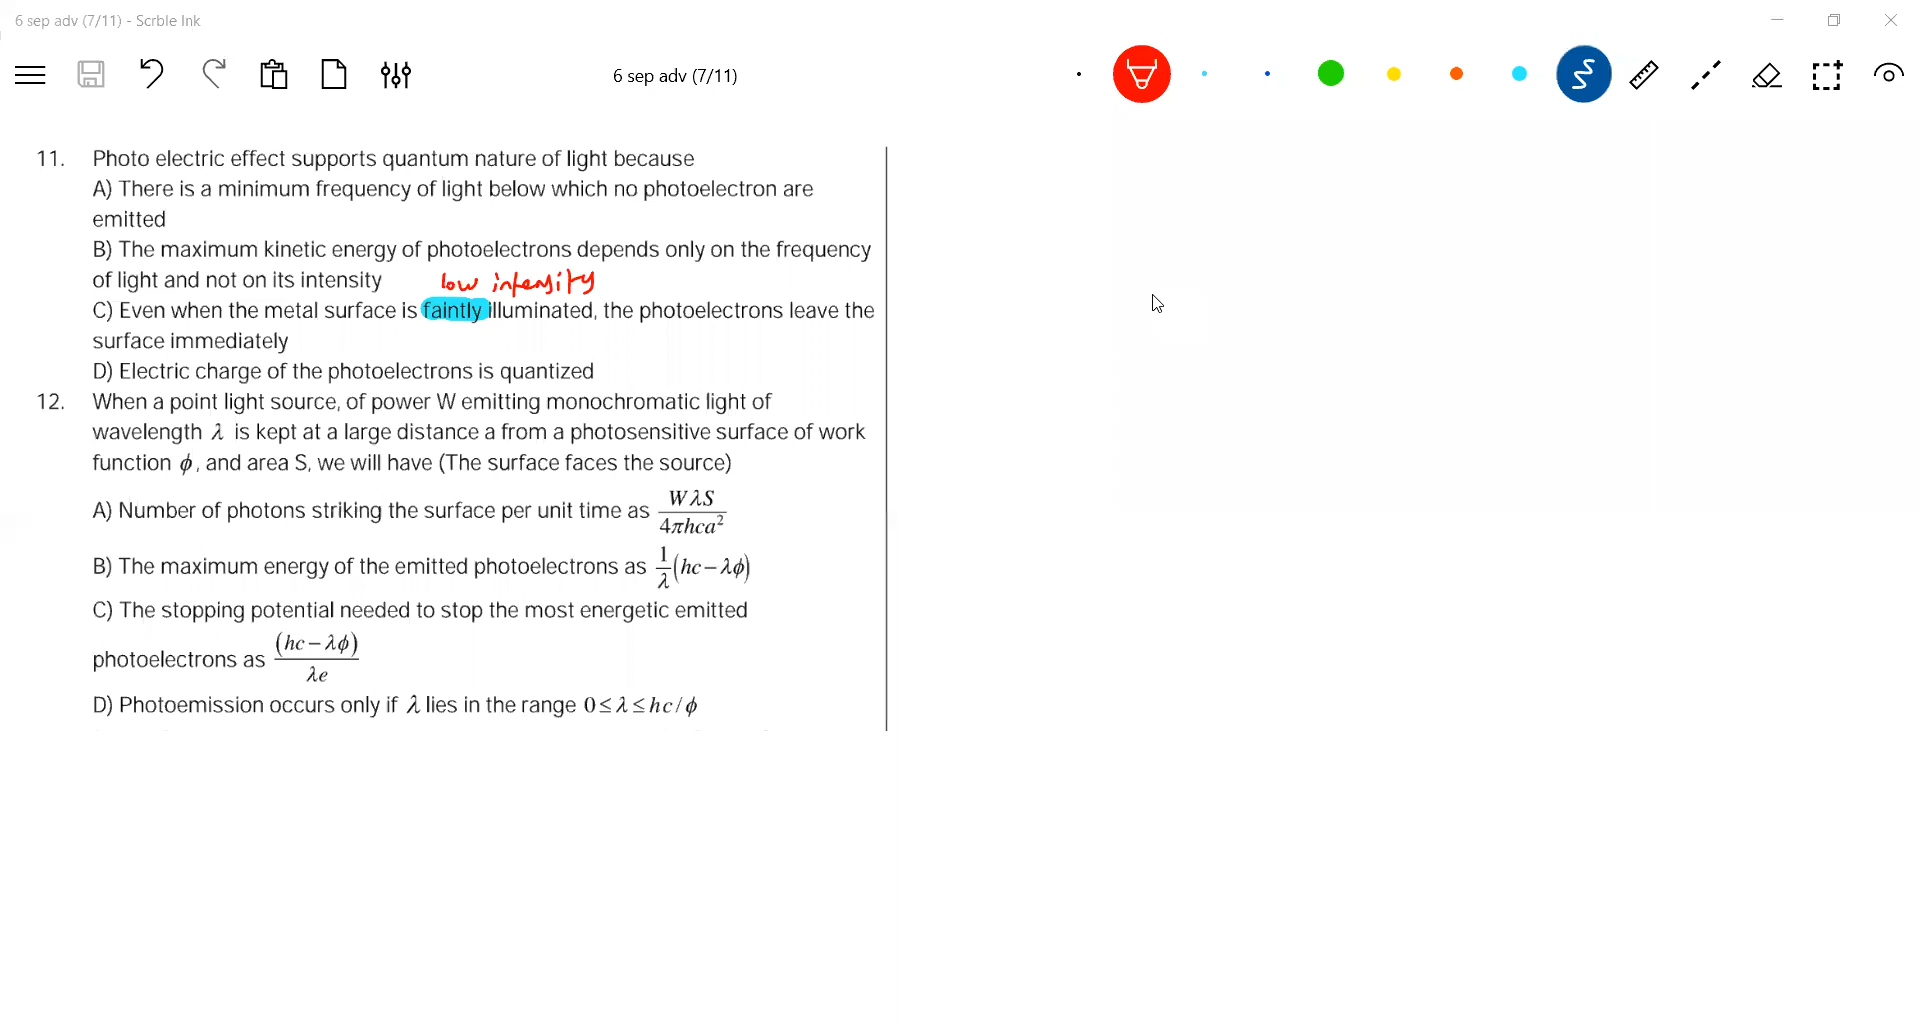 6 sep adv (7/11) - Scrble Ink
6 sep adv (7/11)
11. Photo electric effect supports quantum nature of light because
A) There is a minimum frequency of light below which no photoelectron are
emitted
B) The maximum kinetic energy of photoelectrons depends only on the frequency
of light and not on its intensity
low intensity
C) Even when the metal surface is faintly illuminated, the photoelectrons leave the
surface immediately
D) Electric charge of the photoelectrons is quantized
12. When a point light source, of power W emitting monochromatic light of
wavelength λ is kept at a large distance a from a photosensitive surface of work
function ϕ, and area S, we will have (The surface faces the source)
A) Number of photons striking the surface per unit time as WλS / 4πhca²
B) The maximum energy of the emitted photoelectrons as 1/λ (hc − λϕ)
C) The stopping potential needed to stop the most energetic emitted
photoelectrons as (hc − λϕ) / λe
D) Photoemission occurs only if λ lies in the range 0 ≤ λ ≤ hc / ϕ